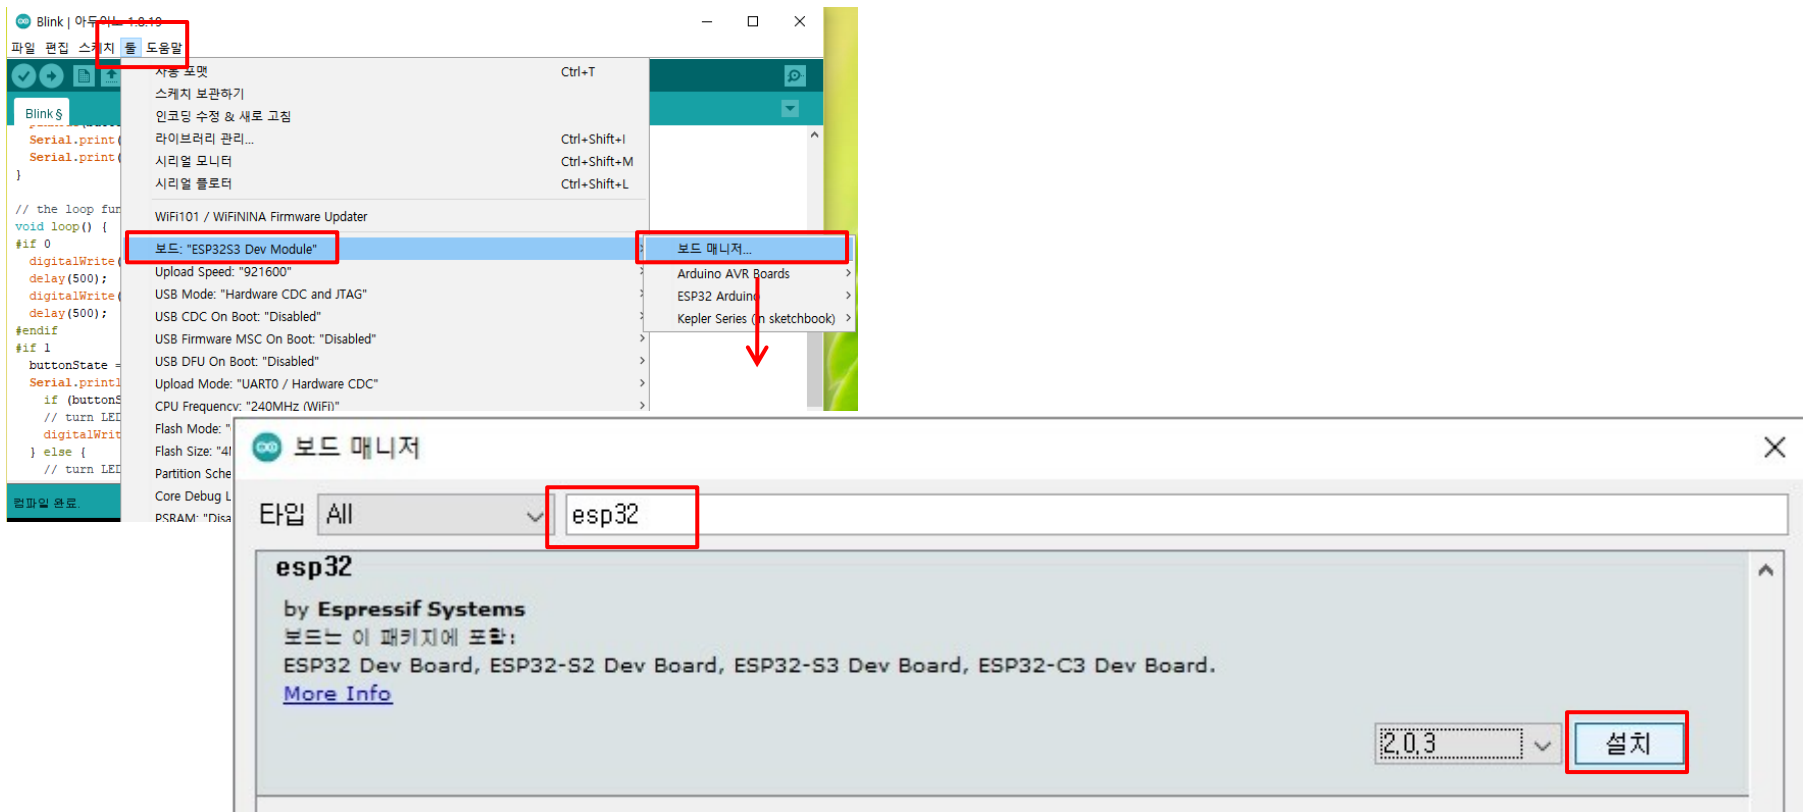 Blink | 아두이노 1.8.19
파일 편집 스케치 툴 도움말
자동 포맷 Ctrl+T
스케치 보관하기
인코딩 수정 & 새로 고침
라이브러리 관리... Ctrl+Shift+I
시리얼 모니터 Ctrl+Shift+M
시리얼 플로터 Ctrl+Shift+L
WiFi101 / WiFiNINA Firmware Updater
보드: "ESP32S3 Dev Module"
Upload Speed: "921600"
USB Mode: "Hardware CDC and JTAG"
USB CDC On Boot: "Disabled"
USB Firmware MSC On Boot: "Disabled"
USB DFU On Boot: "Disabled"
Upload Mode: "UART0 / Hardware CDC"
CPU Frequency: "240MHz (WiFi)"
Flash Mode: "
Flash Size: "4
Partition Sche
Core Debug L
PSRAM: "Disa
보드 매니저...
Arduino AVR Boards
ESP32 Arduino
Kepler Series (in sketchbook)
Blink §
Serial.print(
Serial.print(
}
// the loop fun
void loop() {
#if 0
digitalWrite(
delay(500);
digitalWrite(
delay(500);
#endif
#if 1
buttonState =
Serial.printl
if (buttonS
// turn LED
digitalWrit
} else {
// turn LED
컴파일 완료.
보드 매니저
타입 All esp32
esp32
by Espressif Systems
보드는 이 패키지에 포함:
ESP32 Dev Board, ESP32-S2 Dev Board, ESP32-S3 Dev Board, ESP32-C3 Dev Board.
More Info
2.0.3 설치